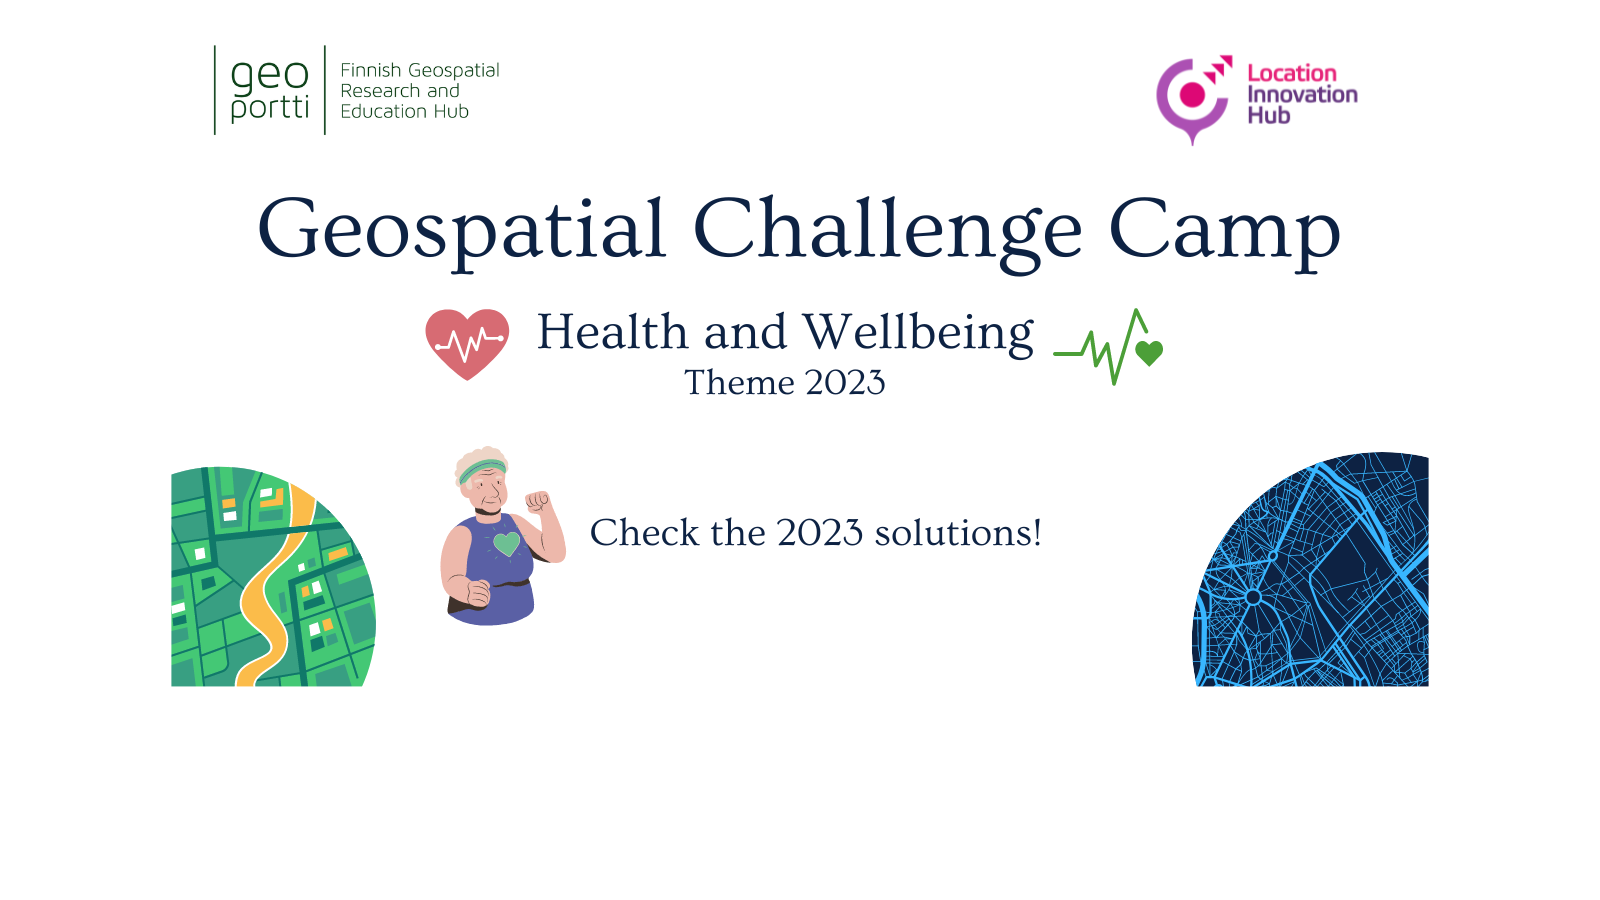 geo
portti
Finnish Geospatial
Research and
Education Hub
Location
Innovation
Hub
Geospatial Challenge Camp
Health and Wellbeing
Theme 2023
Check the 2023 solutions!